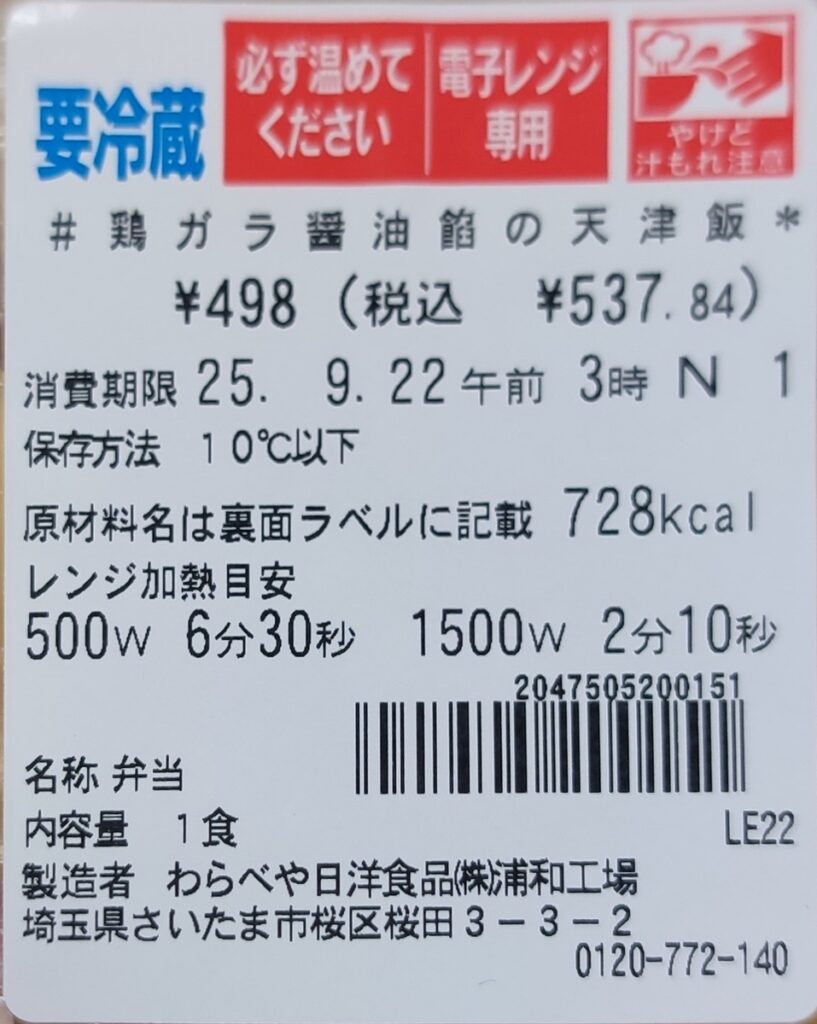 要冷蔵
必ず温めて
ください
電子レンジ
専用
やけど
汁もれ注意
#鶏ガラ醤油餡の天津飯*
¥498（税込 ¥537.84）
消費期限 25. 9.22午前 3時 N 1
保存方法 10℃以下
原材料名は裏面ラベルに記載 728kcal
レンジ加熱目安
500W 6分30秒 1500W 2分10秒
2047505200151
名称 弁当
内容量 1食
LE22
製造者 わらべや日洋食品㈱浦和工場
埼玉県さいたま市桜区桜田3－3－2
0120-772-140